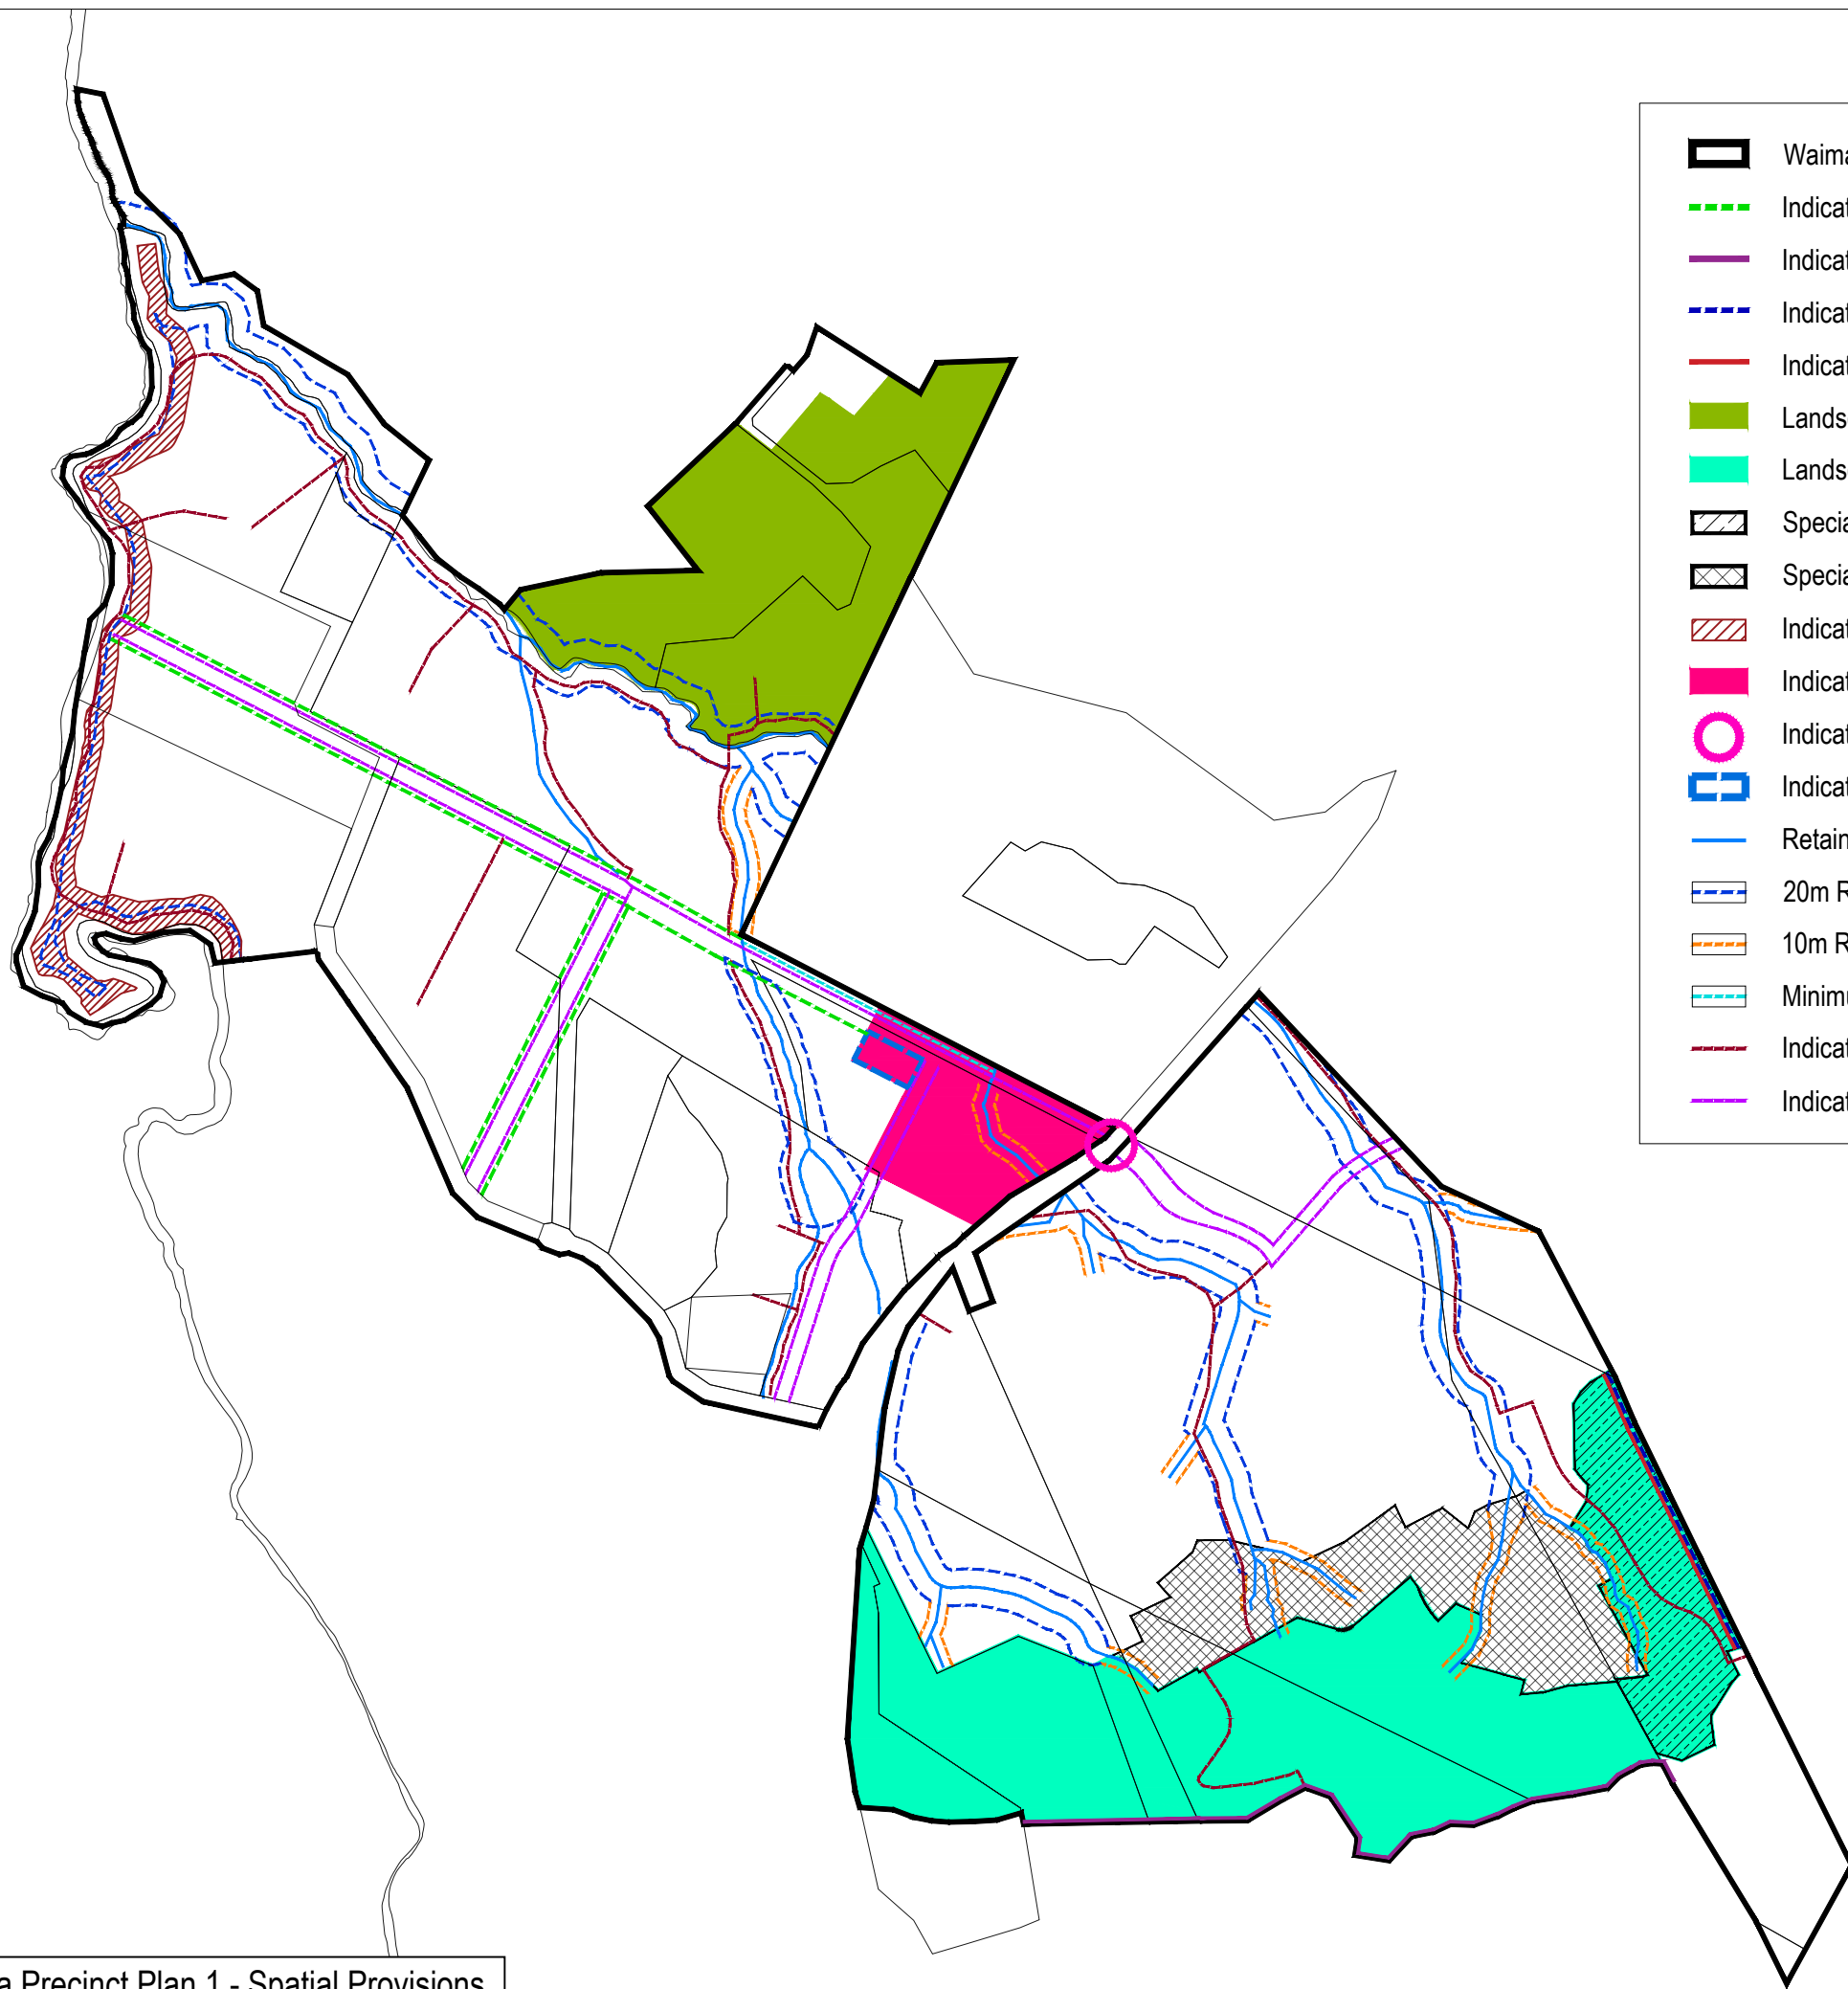 Waima
Indicat
Indicat
Indicat
Indicat
Lands
Lands
Specia
Specia
Indicat
Indicat
Indicat
Indicat
Retain
20m R
10m R
Minimu
Indicat
Indicat
a Precinct Plan 1 - Spatial Provisions